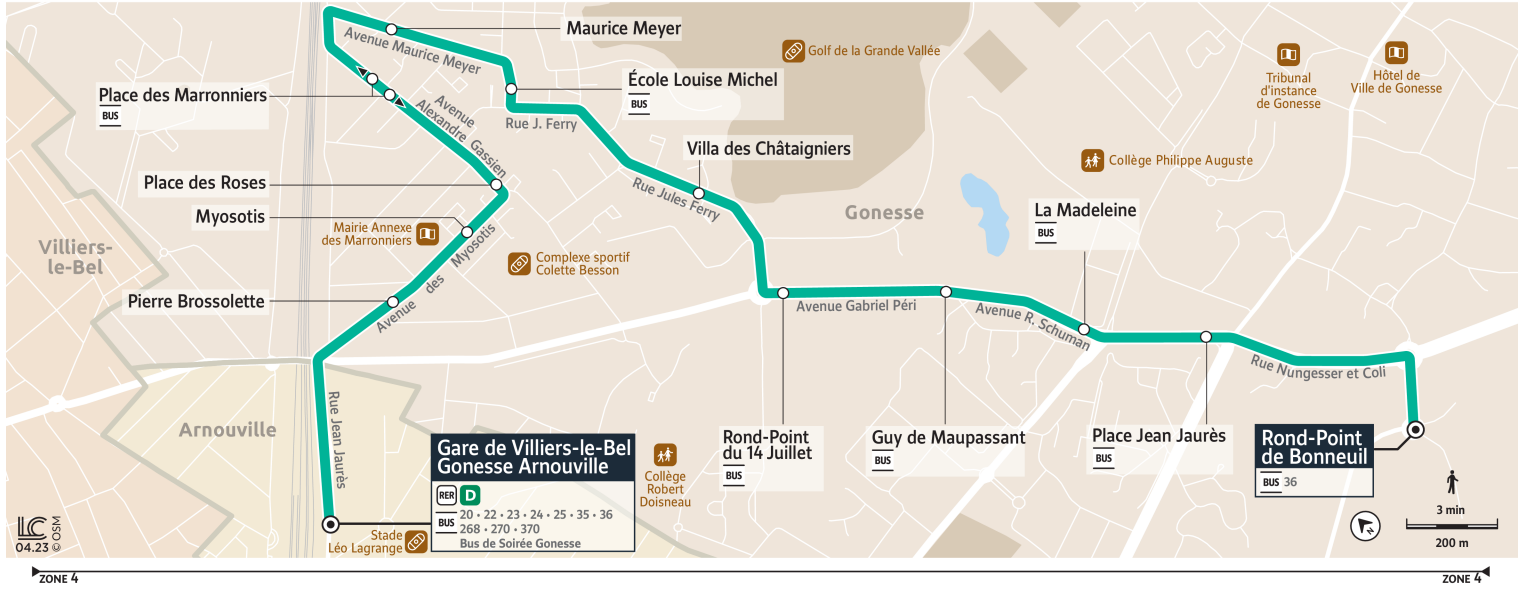 Maurice Meyer
Avenue Maurice Meyer
Golf de la Grande Vallée
Tribunal
d'instance
de Gonesse
Hôtel de
Ville de Gonesse
Place des Marronniers
BUS
Avenue
Alexandre Gassien
École Louise Michel
BUS
Rue J. Ferry
Villa des Châtaigniers
Rue Jules Ferry
Collège Philippe Auguste
Place des Roses
Myosotis
Mairie Annexe
des Marronniers
Gonesse
La Madeleine
BUS
Villiers-
le-Bel
Complexe sportif
Colette Besson
Pierre Brossolette
Avenue des Myosotis
Avenue Gabriel Péri
Avenue R. Schuman
Rue Nungesser et Coli
Rue Jean Jaurès
Arnouville
Gare de Villiers-le-Bel
Gonesse Arnouville
RER D
BUS
20 • 22 • 23 • 24 • 25 • 35 • 36
268 • 270 • 370
Bus de Soirée Gonesse
Collège
Robert
Doisneau
Rond-Point
du 14 Juillet
BUS
Guy de Maupassant
BUS
Place Jean Jaurès
BUS
Rond-Point
de Bonneuil
BUS 36
Stade
Léo Lagrange
LC
04.23
© OSM
N
3 min
200 m
ZONE 4
ZONE 4